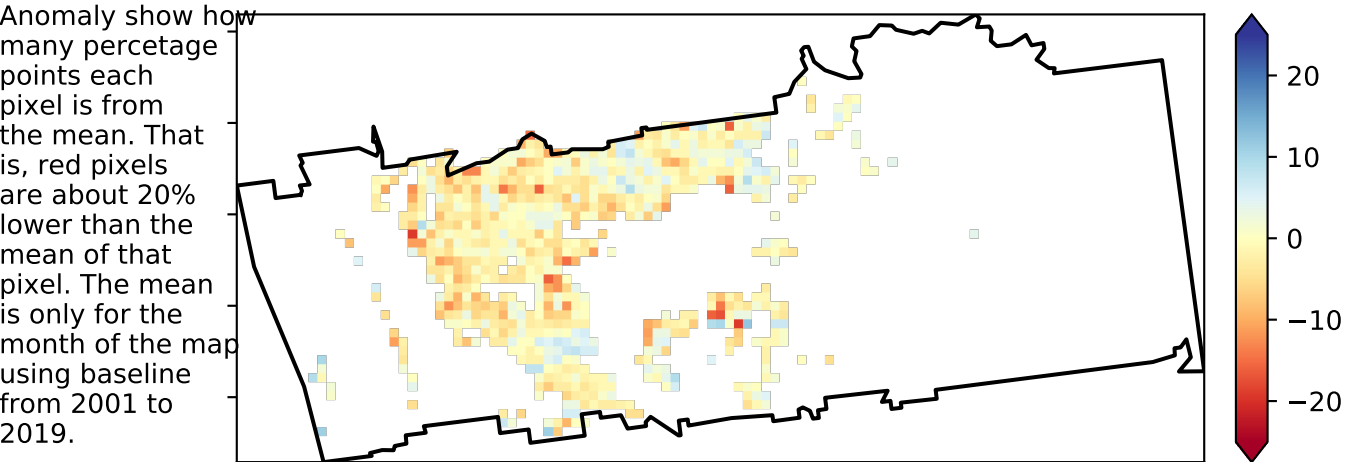 Anomaly show how
many percetage
points each
pixel is from
the mean. That
is, red pixels
are about 20%
lower than the
mean of that
pixel. The mean
is only for the
month of the map
using baseline
from 2001 to
2019.
20
10
0
−10
−20